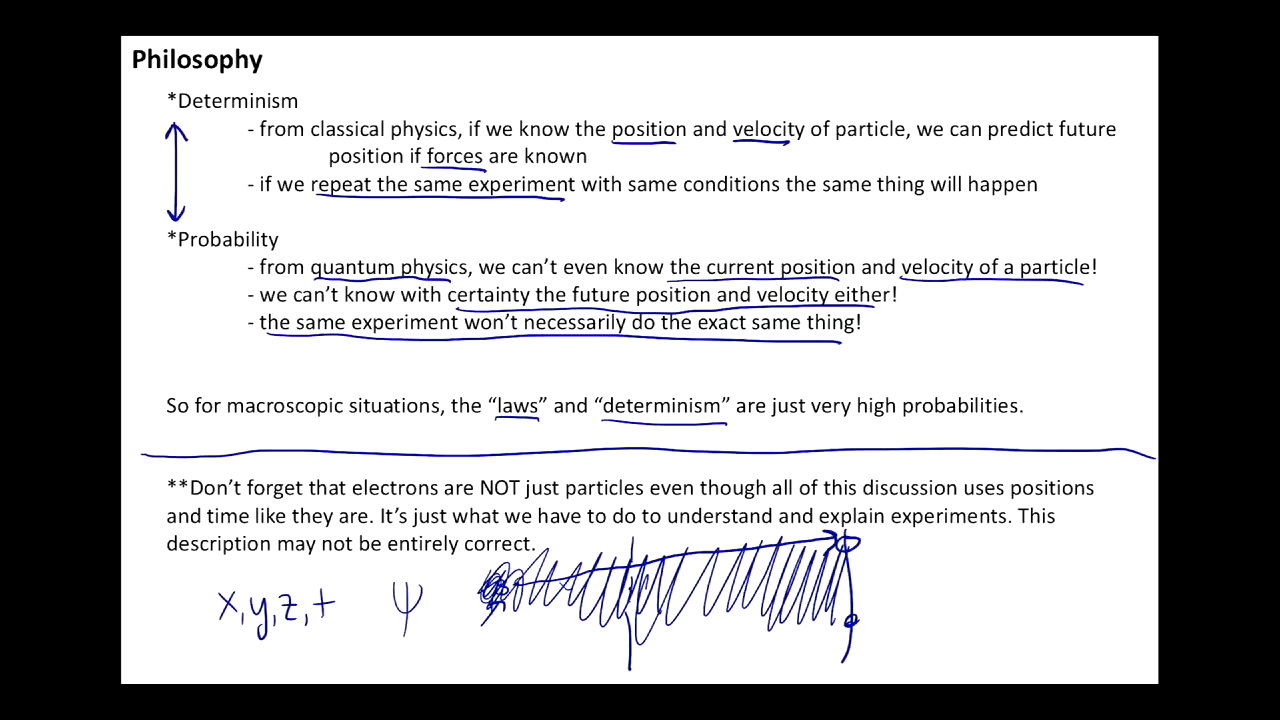 Philosophy
*Determinism
- from classical physics, if we know the position and velocity of particle, we can predict future
position if forces are known
- if we repeat the same experiment with same conditions the same thing will happen
*Probability
- from quantum physics, we can’t even know the current position and velocity of a particle!
- we can’t know with certainty the future position and velocity either!
- the same experiment won’t necessarily do the exact same thing!
So for macroscopic situations, the “laws” and “determinism” are just very high probabilities.
**Don’t forget that electrons are NOT just particles even though all of this discussion uses positions
and time like they are. It’s just what we have to do to understand and explain experiments. This
description may not be entirely correct.
x, y, z, t ψ